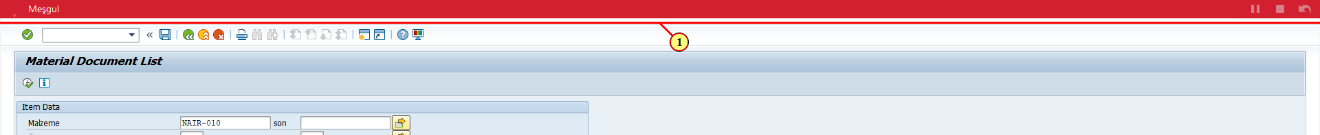 Meşgul
1
Material Document List
Item Data
Malzeme NAIR-010 son